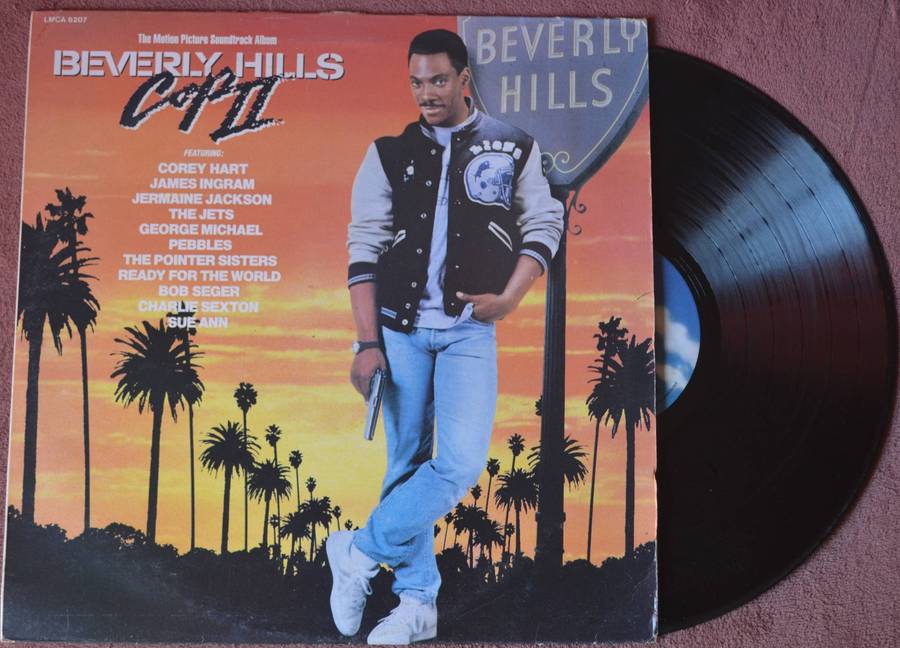 LMCA 6207
The Motion Picture Soundtrack Album
BEVERLY HILLS
COP II
FEATURING:
COREY HART
JAMES INGRAM
JERMAINE JACKSON
THE JETS
GEORGE MICHAEL
PEBBLES
THE POINTER SISTERS
READY FOR THE WORLD
BOB SEGER
CHARLIE SEXTON
SUE ANN
BEVERLY
HILLS
LIONS